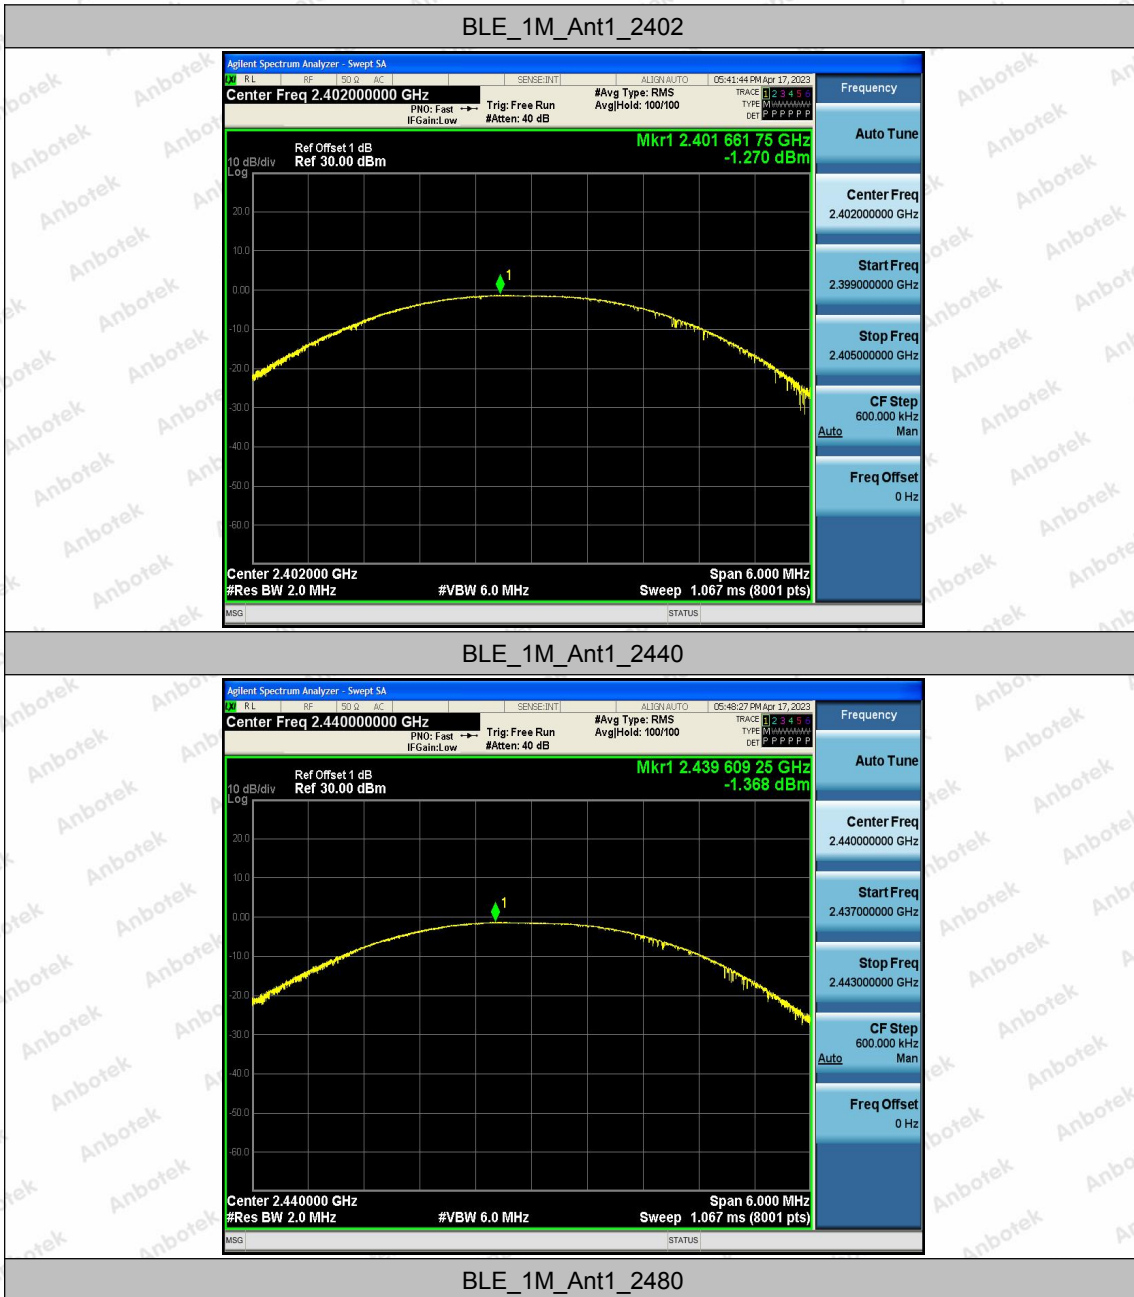 BLE_1M_Ant1_2402
Agilent Spectrum Analyzer - Swept SA
LXI RL RF 50 Ω AC SENSE:INT ALIGN AUTO 05:41:44 PM Apr 17, 2023
Center Freq 2.402000000 GHz
PNO: Fast
IFGain:Low
Trig: Free Run
#Atten: 40 dB
#Avg Type: RMS
Avg|Hold: 100/100
TRACE 1 2 3 4 5 6
TYPE M
DET P P P P P P
Mkr1 2.401 661 75 GHz
-1.270 dBm
Ref Offset 1 dB
Ref 30.00 dBm
10 dB/div
Log
20.0
10.0
0.00
-10.0
-20.0
-30.0
-40.0
-50.0
-60.0
1
Center 2.402000 GHz
Span 6.000 MHz
#Res BW 2.0 MHz
#VBW 6.0 MHz
Sweep 1.067 ms (8001 pts)
MSG
STATUS
Frequency
Auto Tune
Center Freq
2.402000000 GHz
Start Freq
2.399000000 GHz
Stop Freq
2.405000000 GHz
CF Step
600.000 kHz
Auto Man
Freq Offset
0 Hz
BLE_1M_Ant1_2440
Agilent Spectrum Analyzer - Swept SA
LXI RL RF 50 Ω AC SENSE:INT ALIGN AUTO 05:48:27 PM Apr 17, 2023
Center Freq 2.440000000 GHz
PNO: Fast
IFGain:Low
Trig: Free Run
#Atten: 40 dB
#Avg Type: RMS
Avg|Hold: 100/100
TRACE 1 2 3 4 5 6
TYPE M
DET P P P P P P
Mkr1 2.439 609 25 GHz
-1.368 dBm
Ref Offset 1 dB
Ref 30.00 dBm
10 dB/div
Log
20.0
10.0
0.00
-10.0
-20.0
-30.0
-40.0
-50.0
-60.0
1
Center 2.440000 GHz
Span 6.000 MHz
#Res BW 2.0 MHz
#VBW 6.0 MHz
Sweep 1.067 ms (8001 pts)
MSG
STATUS
Frequency
Auto Tune
Center Freq
2.440000000 GHz
Start Freq
2.437000000 GHz
Stop Freq
2.443000000 GHz
CF Step
600.000 kHz
Auto Man
Freq Offset
0 Hz
BLE_1M_Ant1_2480
Anbotek